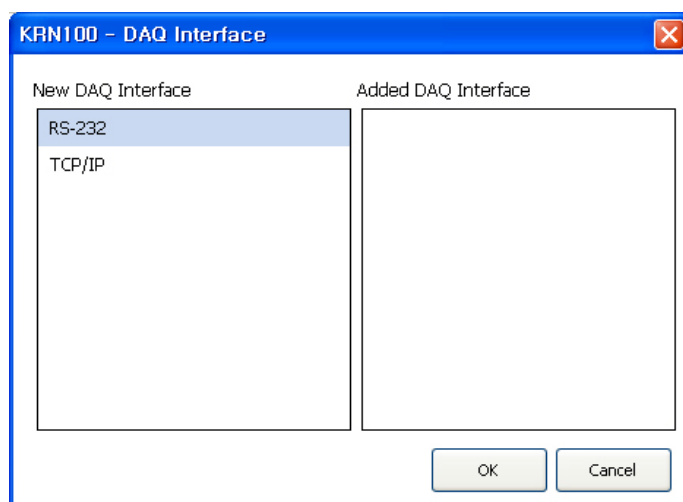 KRN100 - DAQ Interface
New DAQ Interface
Added DAQ Interface
RS-232
TCP/IP
OK
Cancel